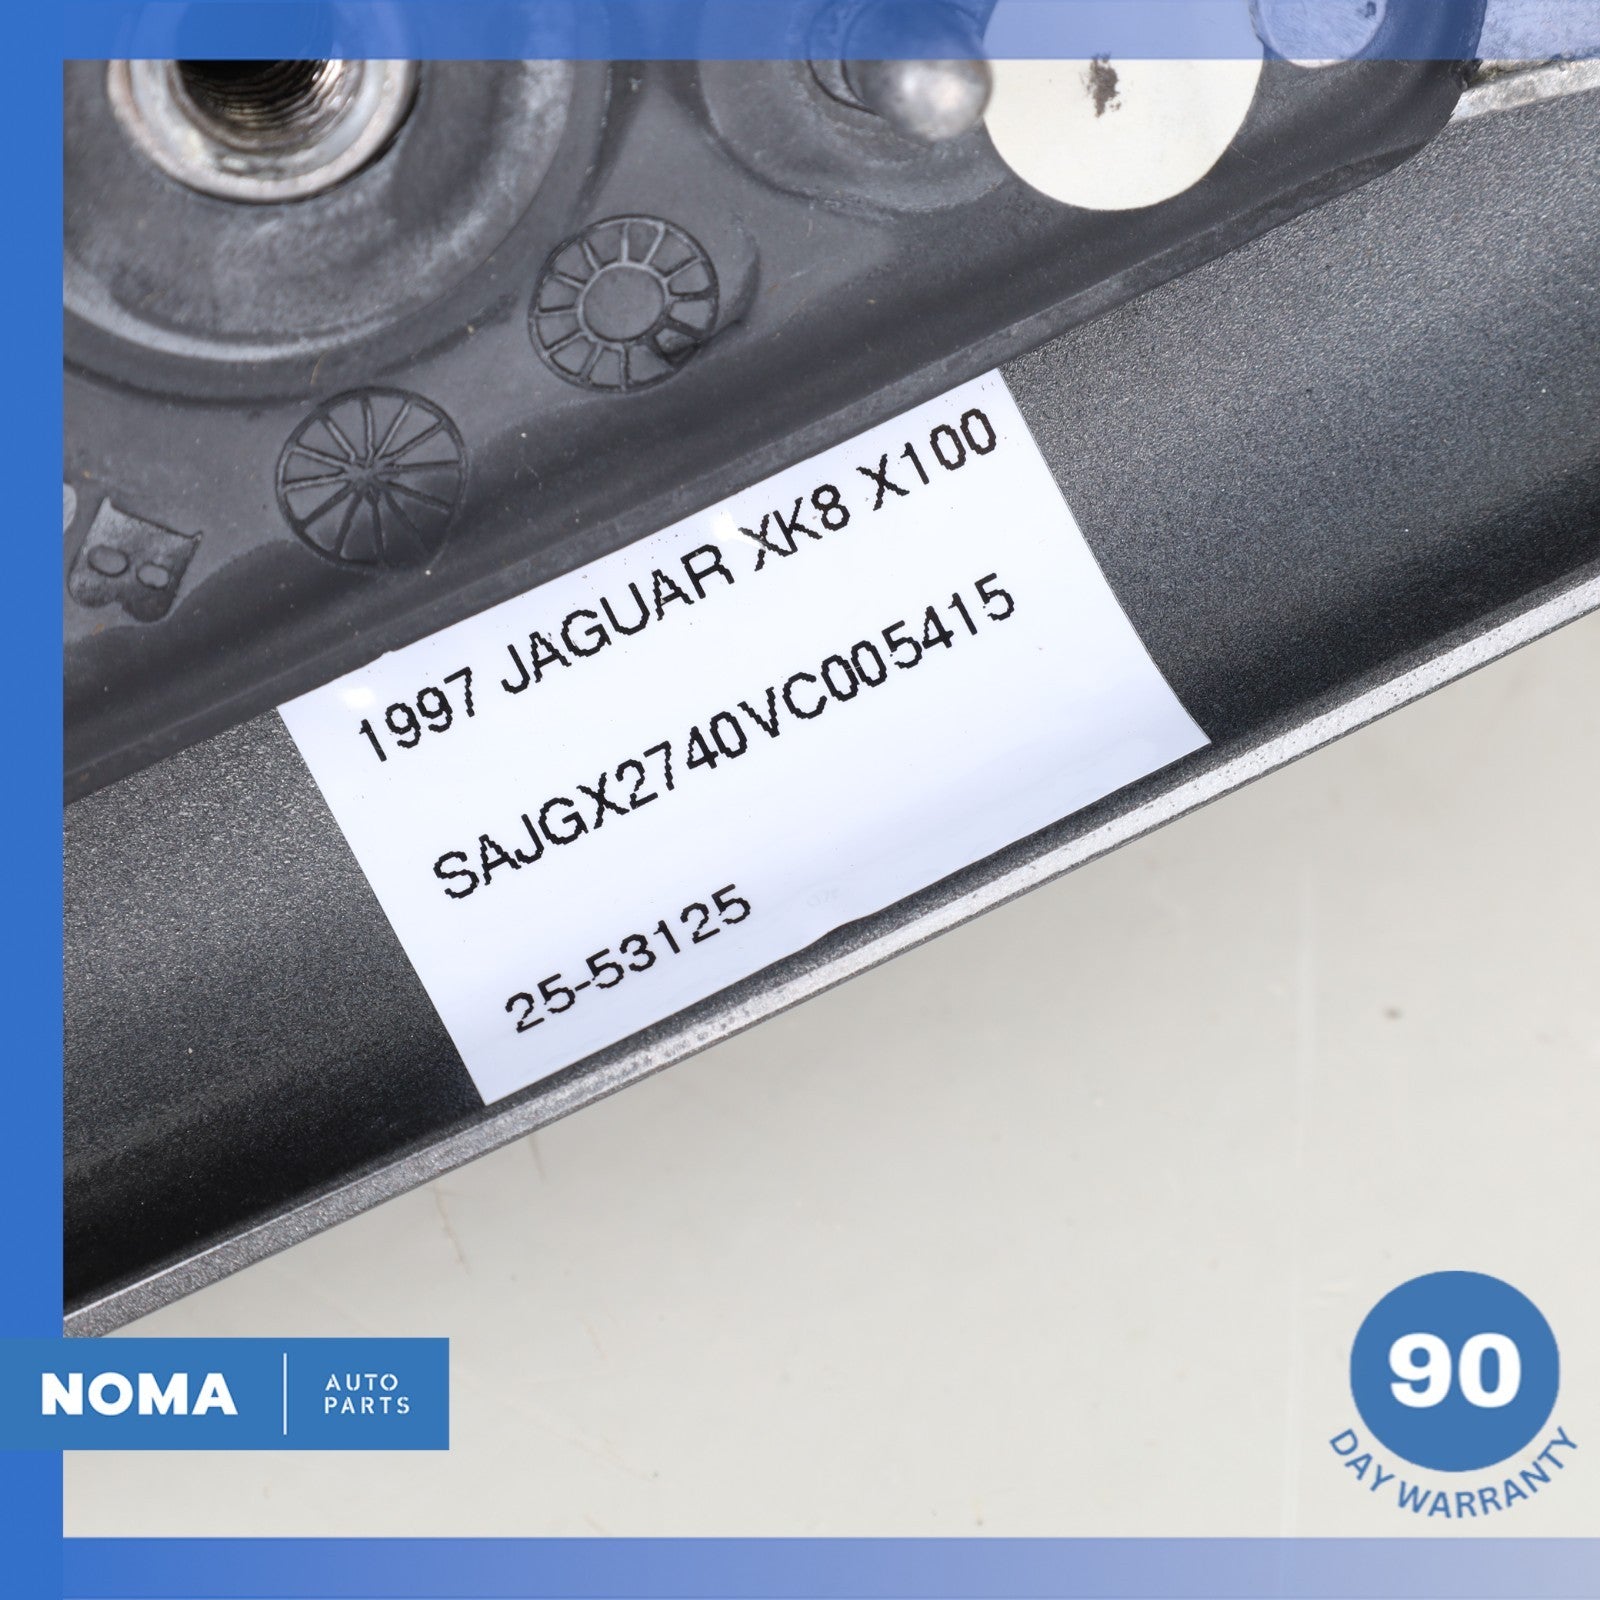 1997 JAGUAR XK8 X100
SAJGX2740VC005415
25-53125
NOMA
AUTO
PARTS
90
DAY WARRANTY